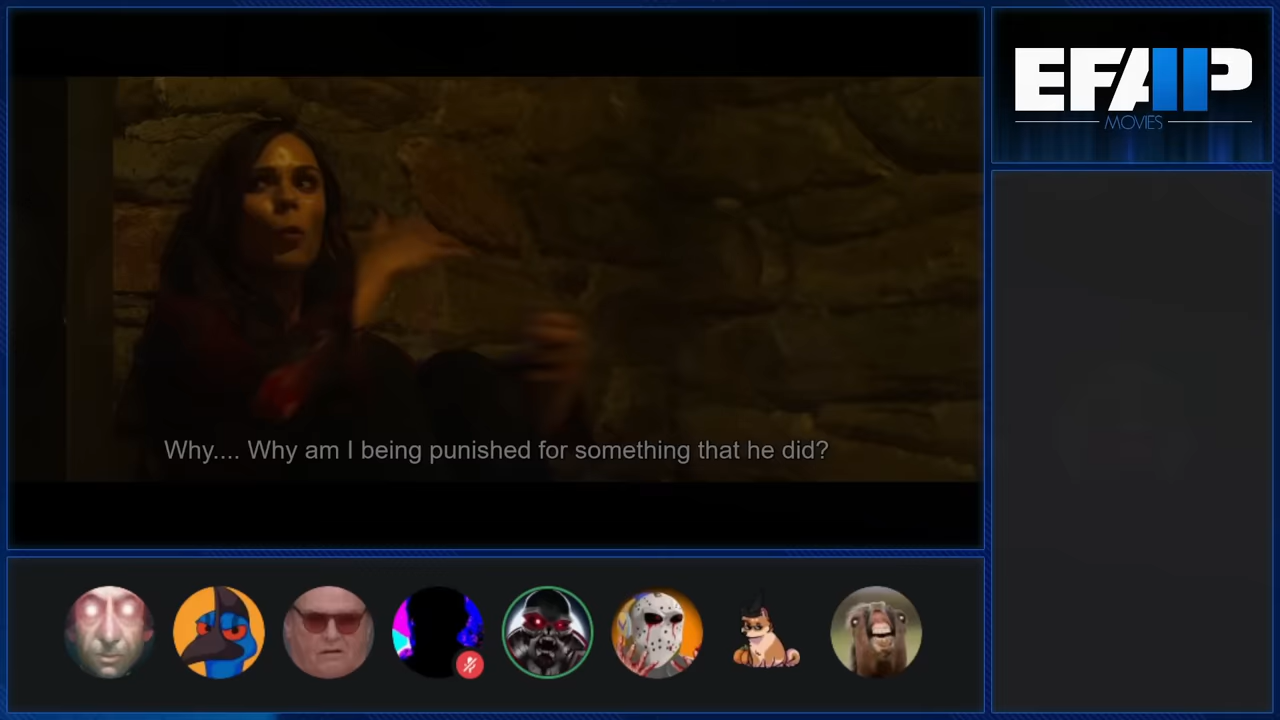 EFAP
MOVIES
Why.... Why am I being punished for something that he did?